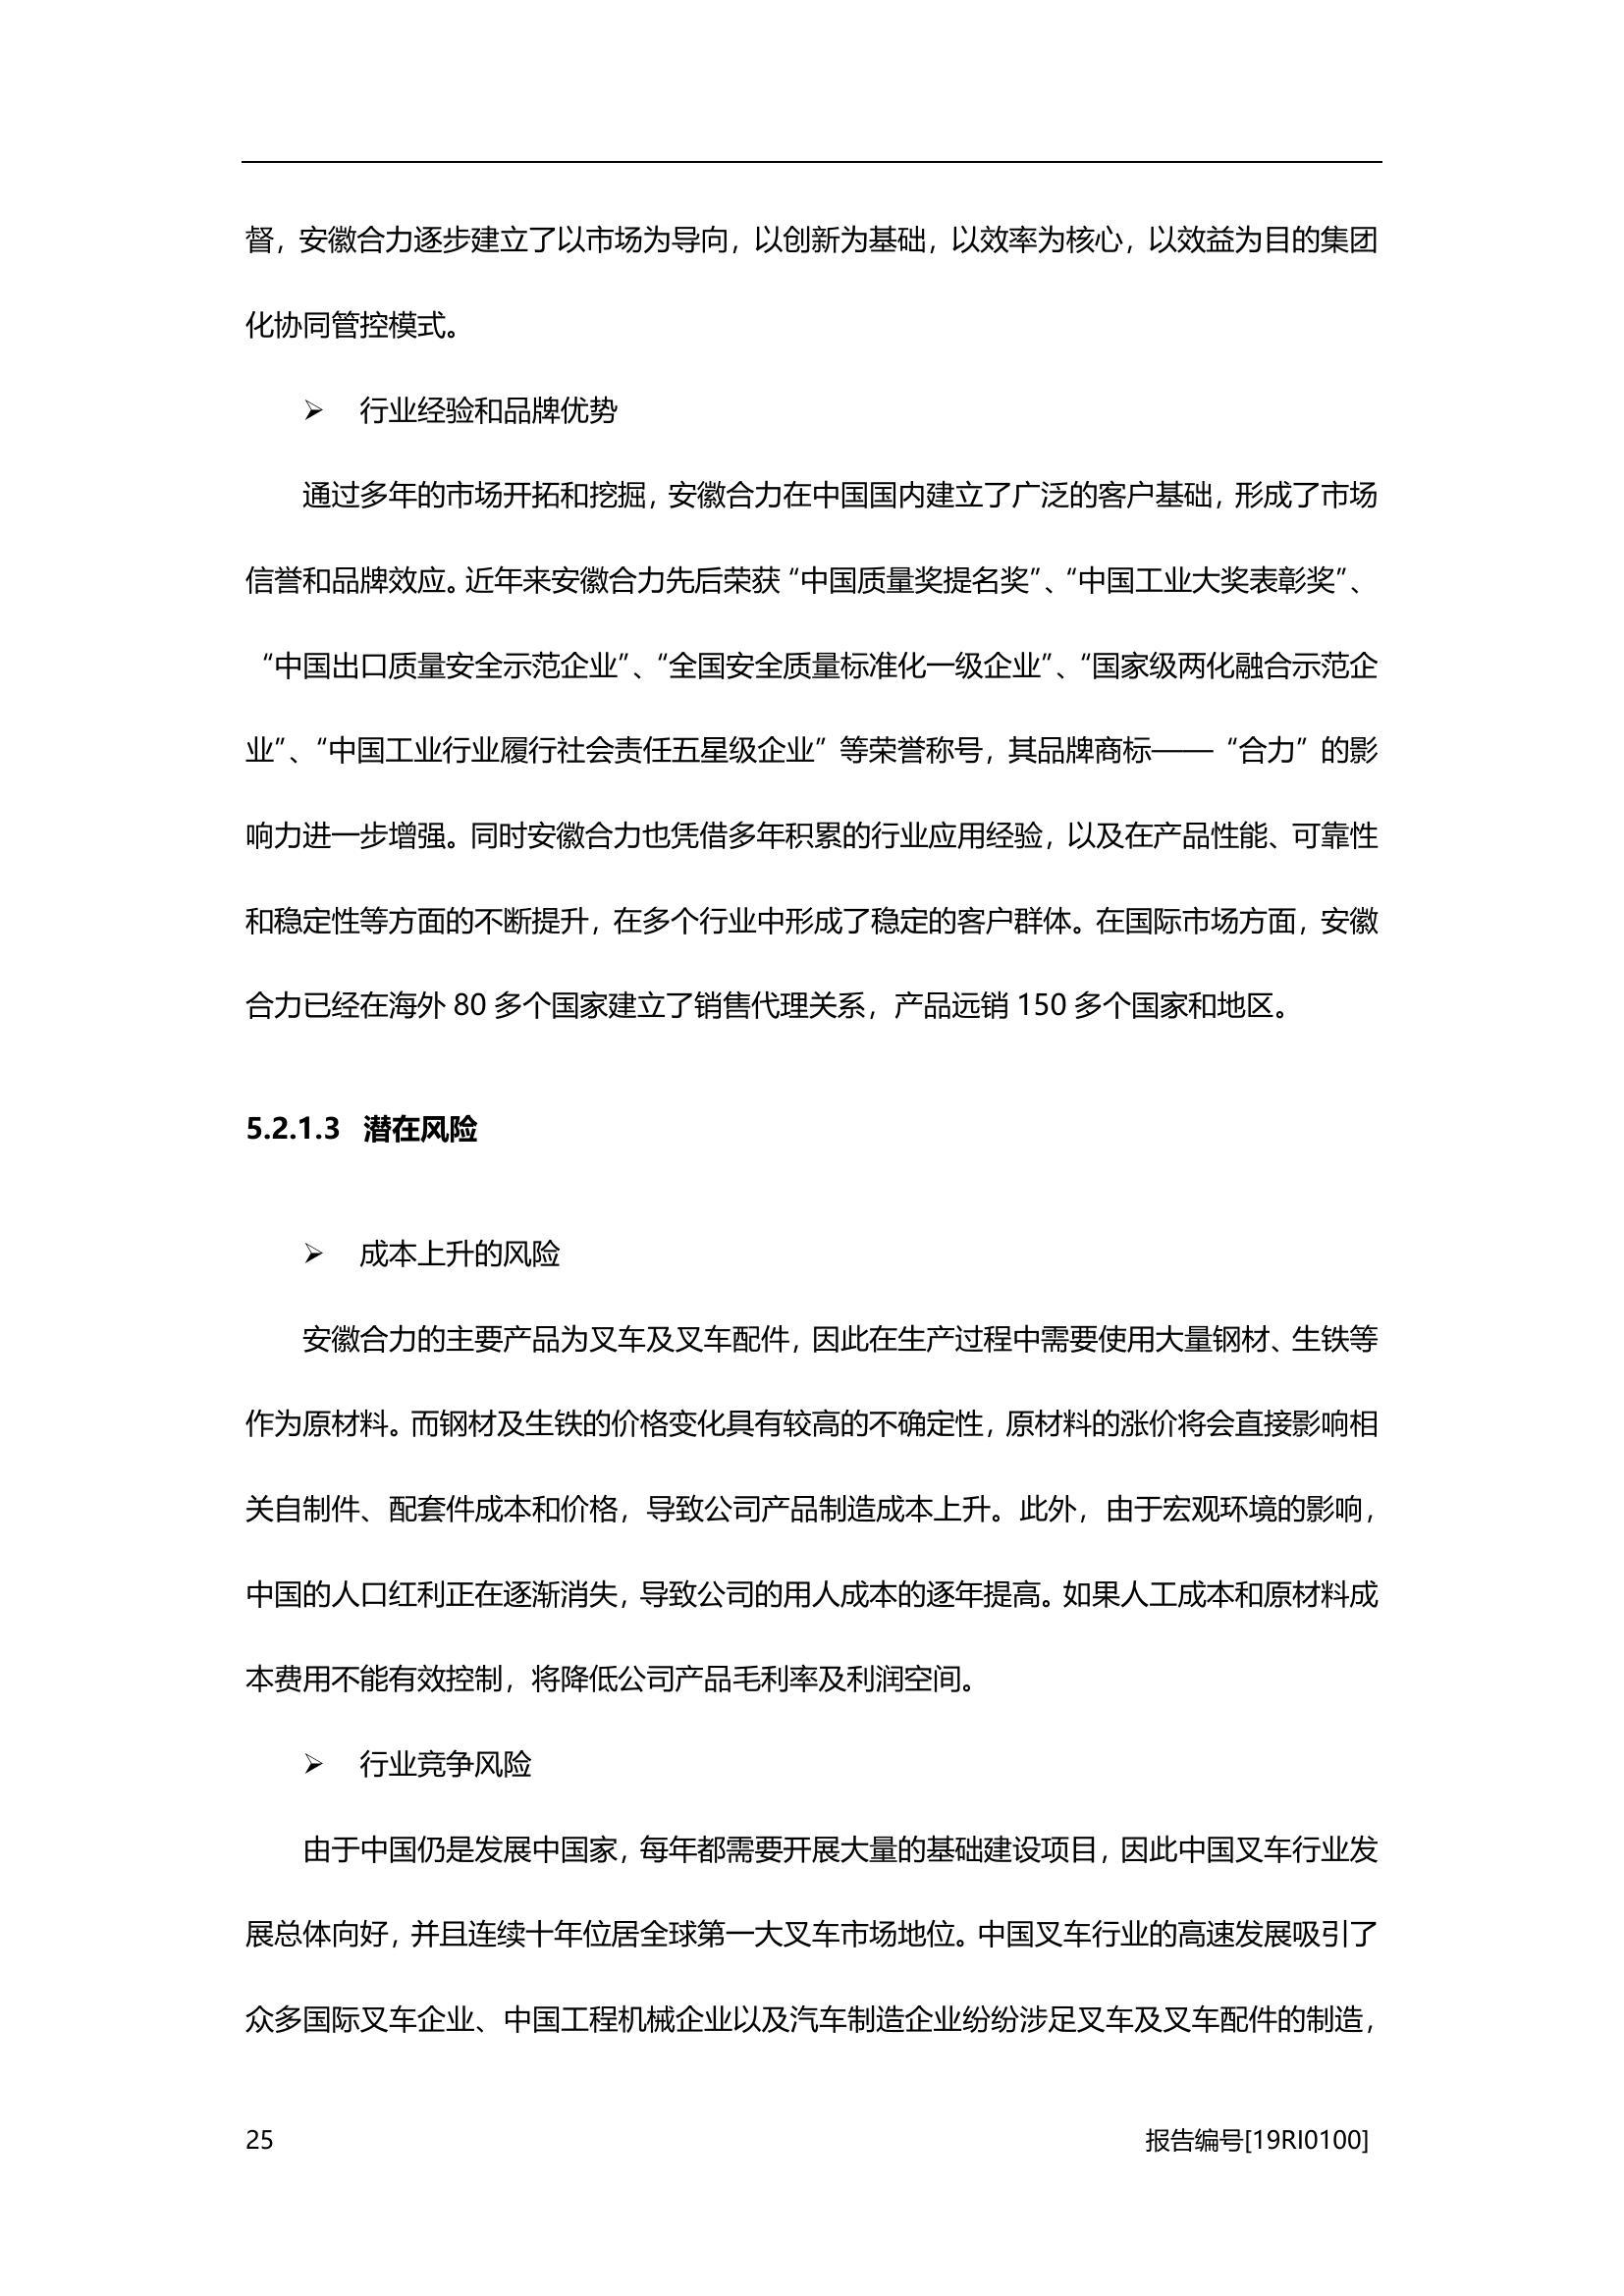 督，安徽合力逐步建立了以市场为导向，以创新为基础，以效率为核心，以效益为目的集团
化协同管控模式。
➢ 行业经验和品牌优势
通过多年的市场开拓和挖掘，安徽合力在中国国内建立了广泛的客户基础，形成了市场
信誉和品牌效应。近年来安徽合力先后荣获“中国质量奖提名奖”、“中国工业大奖表彰奖”、
“中国出口质量安全示范企业”、“全国安全质量标准化一级企业”、“国家级两化融合示范企
业”、“中国工业行业履行社会责任五星级企业”等荣誉称号，其品牌商标——“合力”的影
响力进一步增强。同时安徽合力也凭借多年积累的行业应用经验，以及在产品性能、可靠性
和稳定性等方面的不断提升，在多个行业中形成了稳定的客户群体。在国际市场方面，安徽
合力已经在海外 80 多个国家建立了销售代理关系，产品远销 150 多个国家和地区。
5.2.1.3 潜在风险
➢ 成本上升的风险
安徽合力的主要产品为叉车及叉车配件，因此在生产过程中需要使用大量钢材、生铁等
作为原材料。而钢材及生铁的价格变化具有较高的不确定性，原材料的涨价将会直接影响相
关自制件、配套件成本和价格，导致公司产品制造成本上升。此外，由于宏观环境的影响，
中国的人口红利正在逐渐消失，导致公司的用人成本的逐年提高。如果人工成本和原材料成
本费用不能有效控制，将降低公司产品毛利率及利润空间。
➢ 行业竞争风险
由于中国仍是发展中国家，每年都需要开展大量的基础建设项目，因此中国叉车行业发
展总体向好，并且连续十年位居全球第一大叉车市场地位。中国叉车行业的高速发展吸引了
众多国际叉车企业、中国工程机械企业以及汽车制造企业纷纷涉足叉车及叉车配件的制造，
25 报告编号[19RI0100]